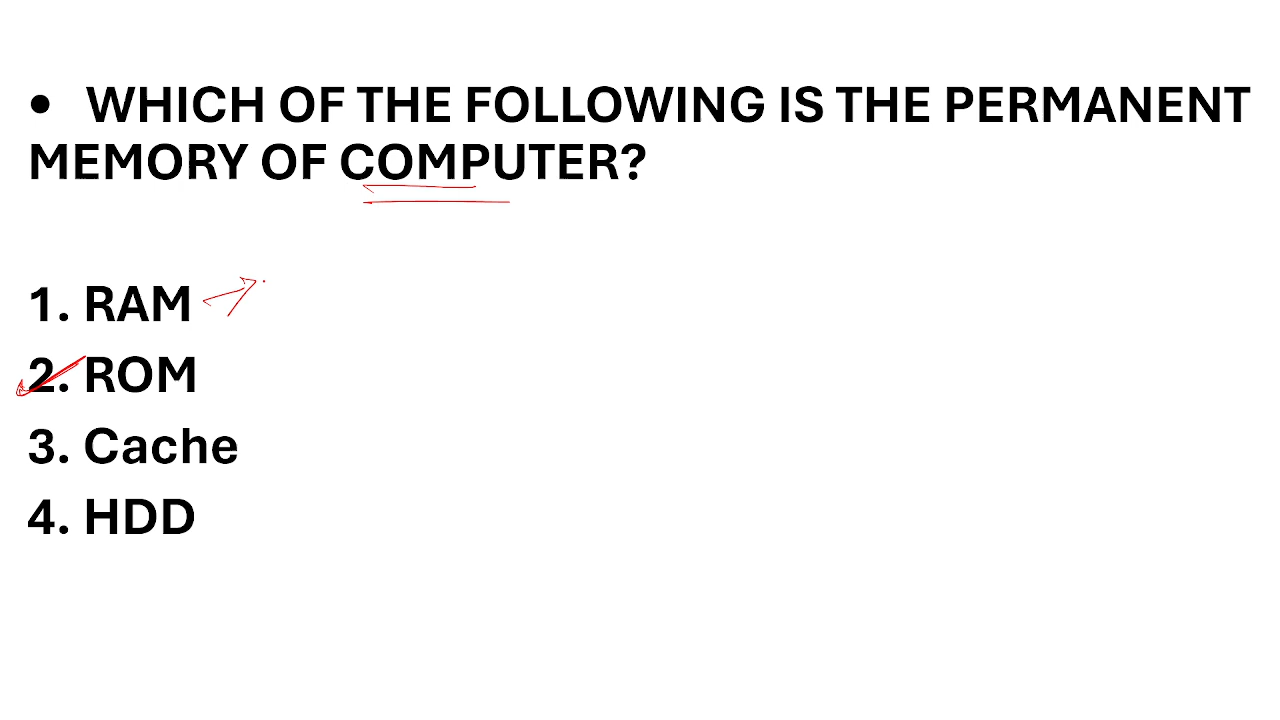 • WHICH OF THE FOLLOWING IS THE PERMANENT
MEMORY OF COMPUTER?
1. RAM
2. ROM
3. Cache
4. HDD